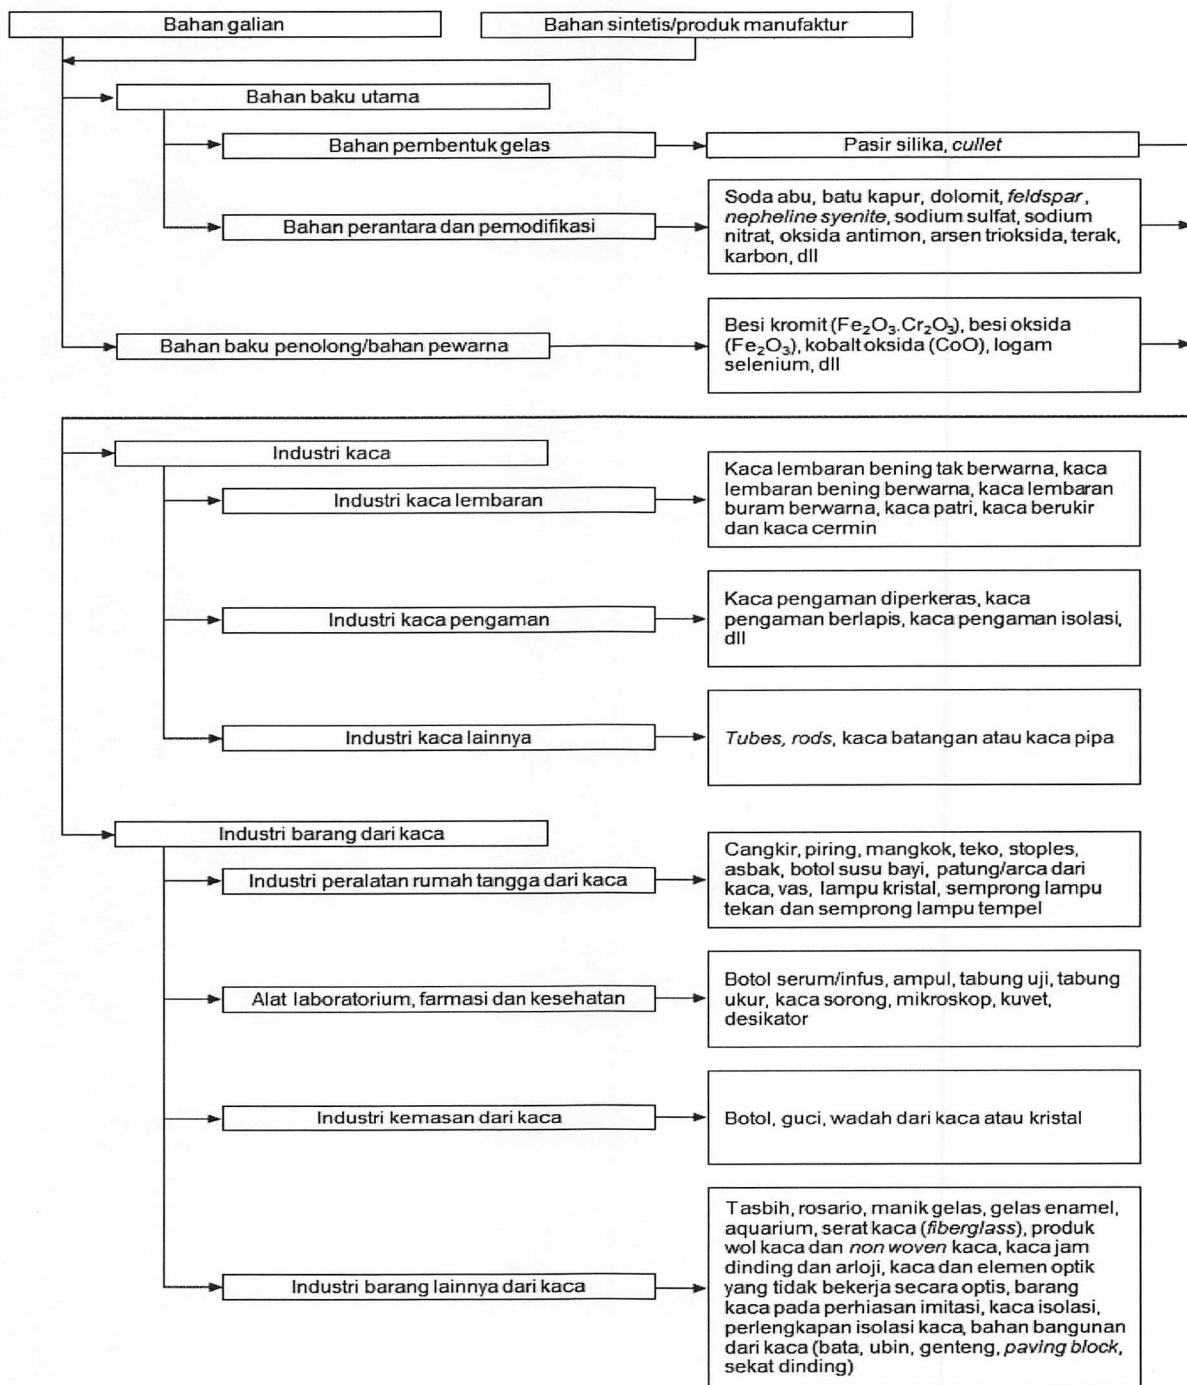 Bahan galian
Bahan sintetis/produk manufaktur
Bahan baku utama
Bahan pembentuk gelas
Pasir silika, cullet
Bahan perantara dan pemodifikasi
Soda abu, batu kapur, dolomit, feldspar,
nepheline syenite, sodium sulfat, sodium
nitrat, oksida antimon, arsen trioksida, terak,
karbon, dll
Bahan baku penolong/bahan pewarna
Besi kromit (Fe₂O₃.Cr₂O₃), besi oksida
(Fe₂O₃), kobalt oksida (CoO), logam
selenium, dll
Industri kaca
Industri kaca lembaran
Kaca lembaran bening tak berwarna, kaca
lembaran bening berwarna, kaca lembaran
buram berwarna, kaca patri, kaca berukir
dan kaca cermin
Industri kaca pengaman
Kaca pengaman diperkeras, kaca
pengaman berlapis, kaca pengaman isolasi,
dll
Industri kaca lainnya
Tubes, rods, kaca batangan atau kaca pipa
Industri barang dari kaca
Industri peralatan rumah tangga dari kaca
Cangkir, piring, mangkok, teko, stoples,
asbak, botol susu bayi, patung/arca dari
kaca, vas, lampu kristal, semprong lampu
tekan dan semprong lampu tempel
Alat laboratorium, farmasi dan kesehatan
Botol serum/infus, ampul, tabung uji, tabung
ukur, kaca sorong, mikroskop, kuvet,
desikator
Industri kemasan dari kaca
Botol, guci, wadah dari kaca atau kristal
Industri barang lainnya dari kaca
Tasbih, rosario, manik gelas, gelas enamel,
aquarium, serat kaca (fiberglass), produk
wol kaca dan non woven kaca, kaca jam
dinding dan arloji, kaca dan elemen optik
yang tidak bekerja secara optis, barang
kaca pada perhiasan imitasi, kaca isolasi,
perlengkapan isolasi kaca, bahan bangunan
dari kaca (bata, ubin, genteng, paving block,
sekat dinding)